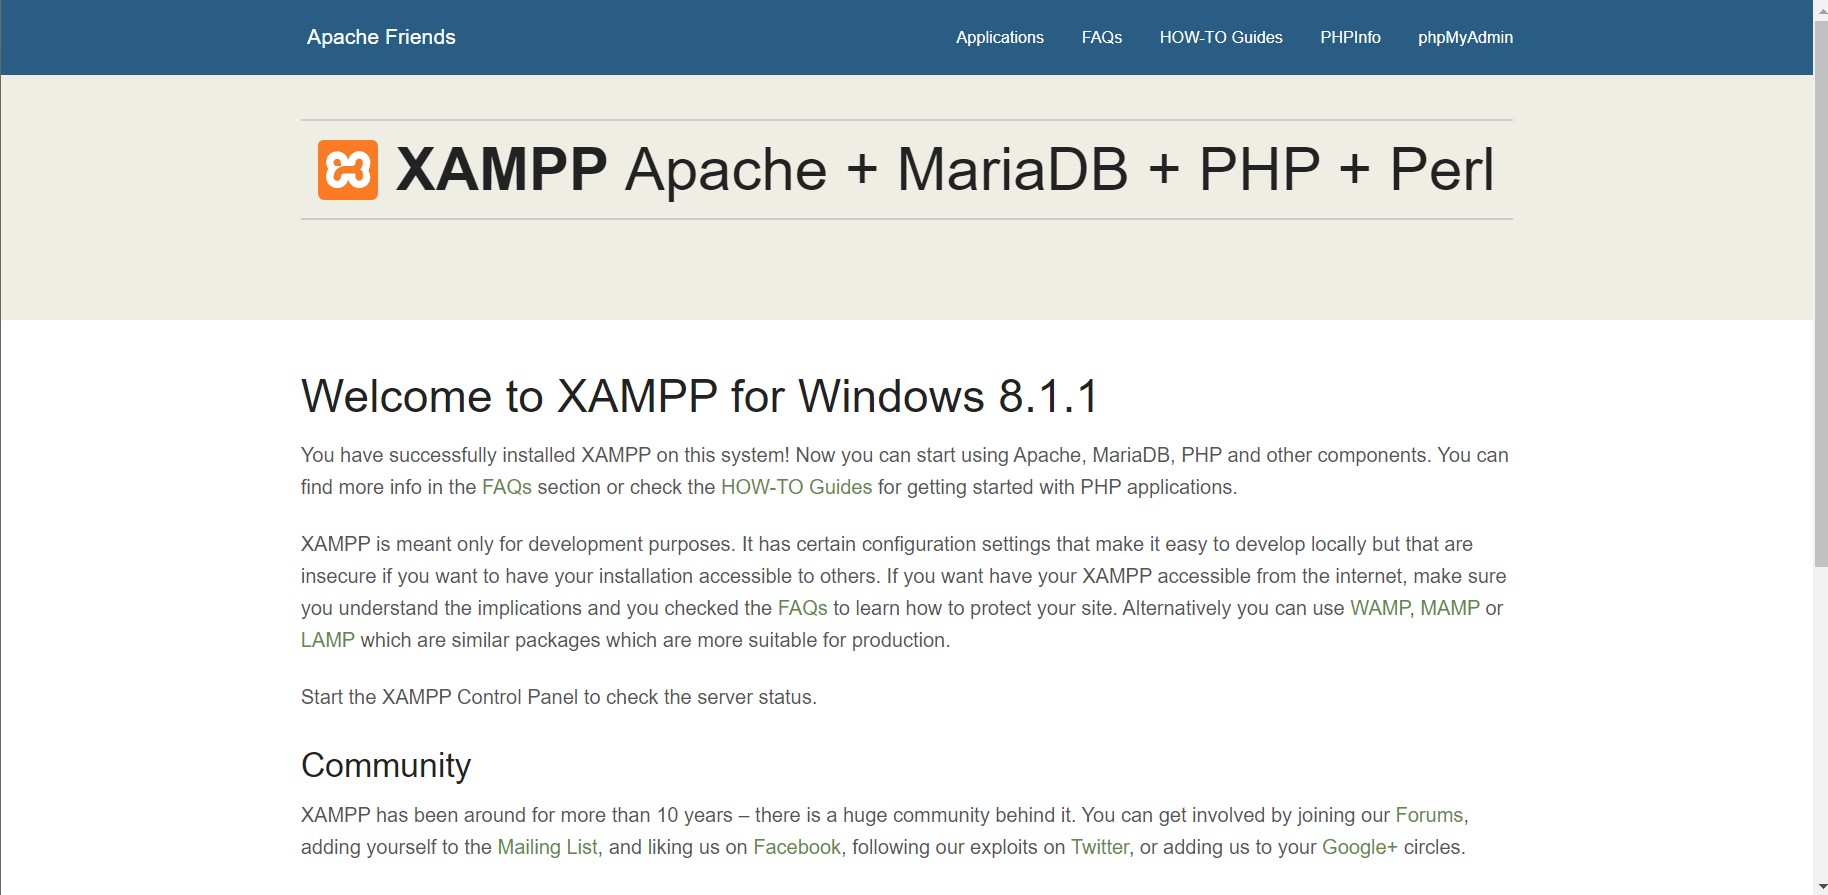 Apache Friends
Applications FAQs HOW-TO Guides PHPInfo phpMyAdmin
XAMPP Apache + MariaDB + PHP + Perl
Welcome to XAMPP for Windows 8.1.1
You have successfully installed XAMPP on this system! Now you can start using Apache, MariaDB, PHP and other components. You can
find more info in the FAQs section or check the HOW-TO Guides for getting started with PHP applications.
XAMPP is meant only for development purposes. It has certain configuration settings that make it easy to develop locally but that are
insecure if you want to have your installation accessible to others. If you want have your XAMPP accessible from the internet, make sure
you understand the implications and you checked the FAQs to learn how to protect your site. Alternatively you can use WAMP, MAMP or
LAMP which are similar packages which are more suitable for production.
Start the XAMPP Control Panel to check the server status.
Community
XAMPP has been around for more than 10 years – there is a huge community behind it. You can get involved by joining our Forums,
adding yourself to the Mailing List, and liking us on Facebook, following our exploits on Twitter, or adding us to your Google+ circles.